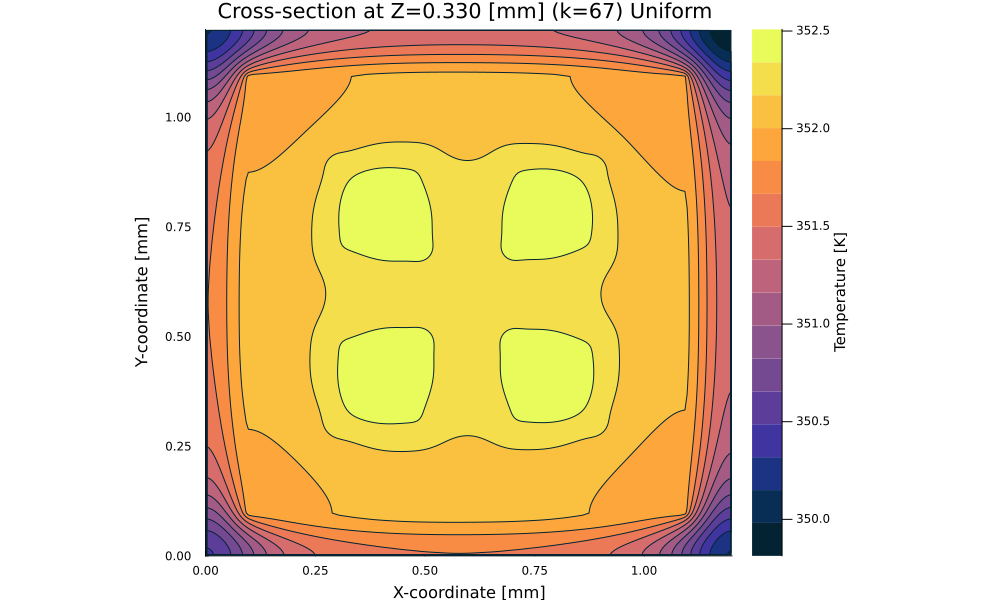 Cross-section at Z=0.330 [mm] (k=67) Uniform
352.5
352.0
351.5
351.0
350.5
350.0
Temperature [K]
1.00
0.75
0.50
0.25
0.00
Y-coordinate [mm]
0.00 0.25 0.50 0.75 1.00
X-coordinate [mm]